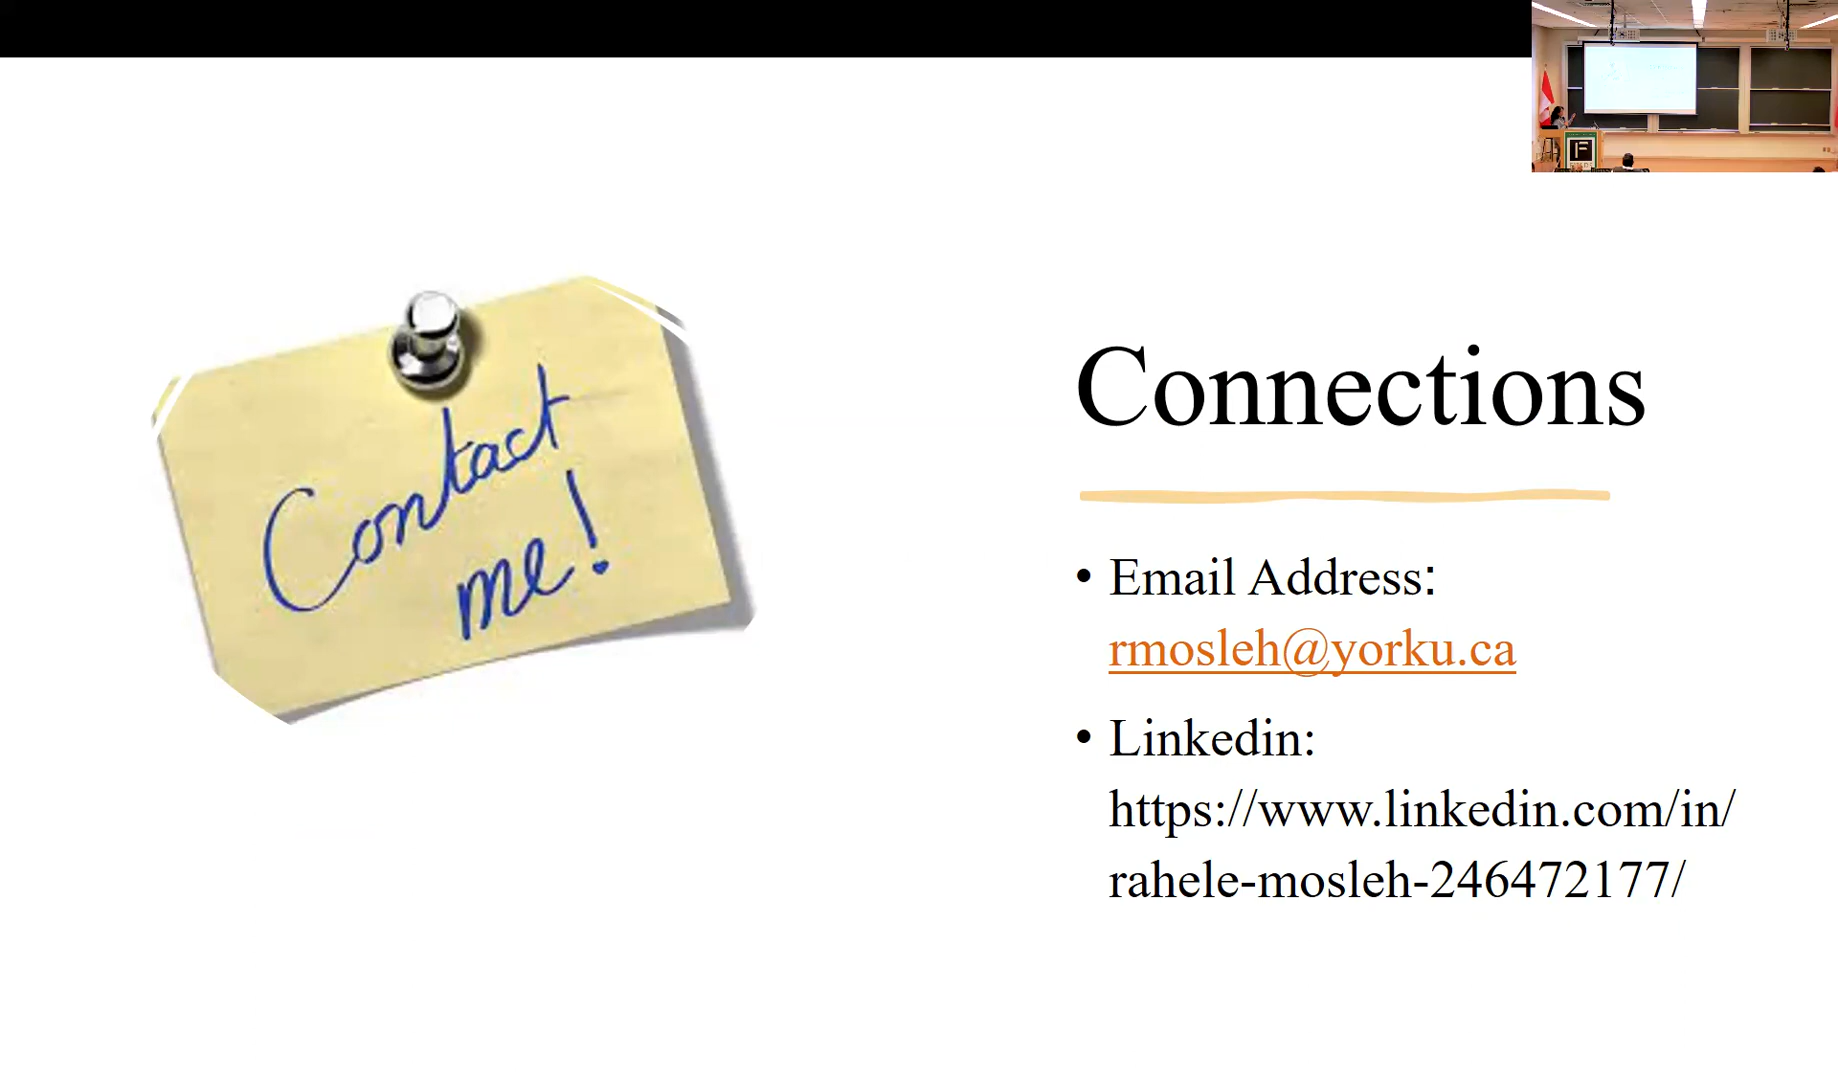 Contact
me!
Connections
• Email Address:
rmosleh@yorku.ca
• Linkedin:
https://www.linkedin.com/in/
rahele-mosleh-246472177/